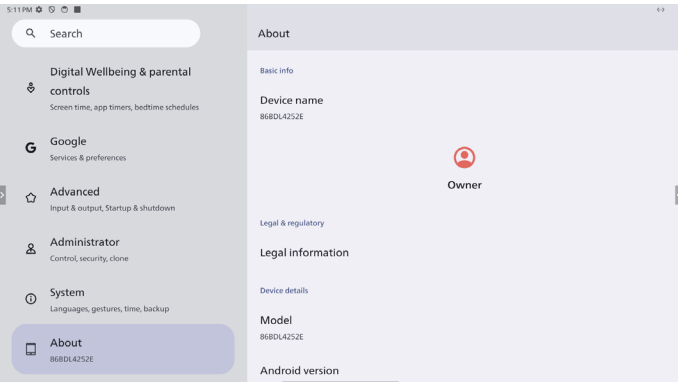 5:11 PM
Search
Digital Wellbeing & parental
controls
Screen time, app timers, bedtime schedules
Google
Services & preferences
Advanced
Input & output, Startup & shutdown
Administrator
Control, security, clone
System
Languages, gestures, time, backup
About
86BDL4252E
About
Basic info
Device name
86BDL4252E
Owner
Legal & regulatory
Legal information
Device details
Model
86BDL4252E
Android version